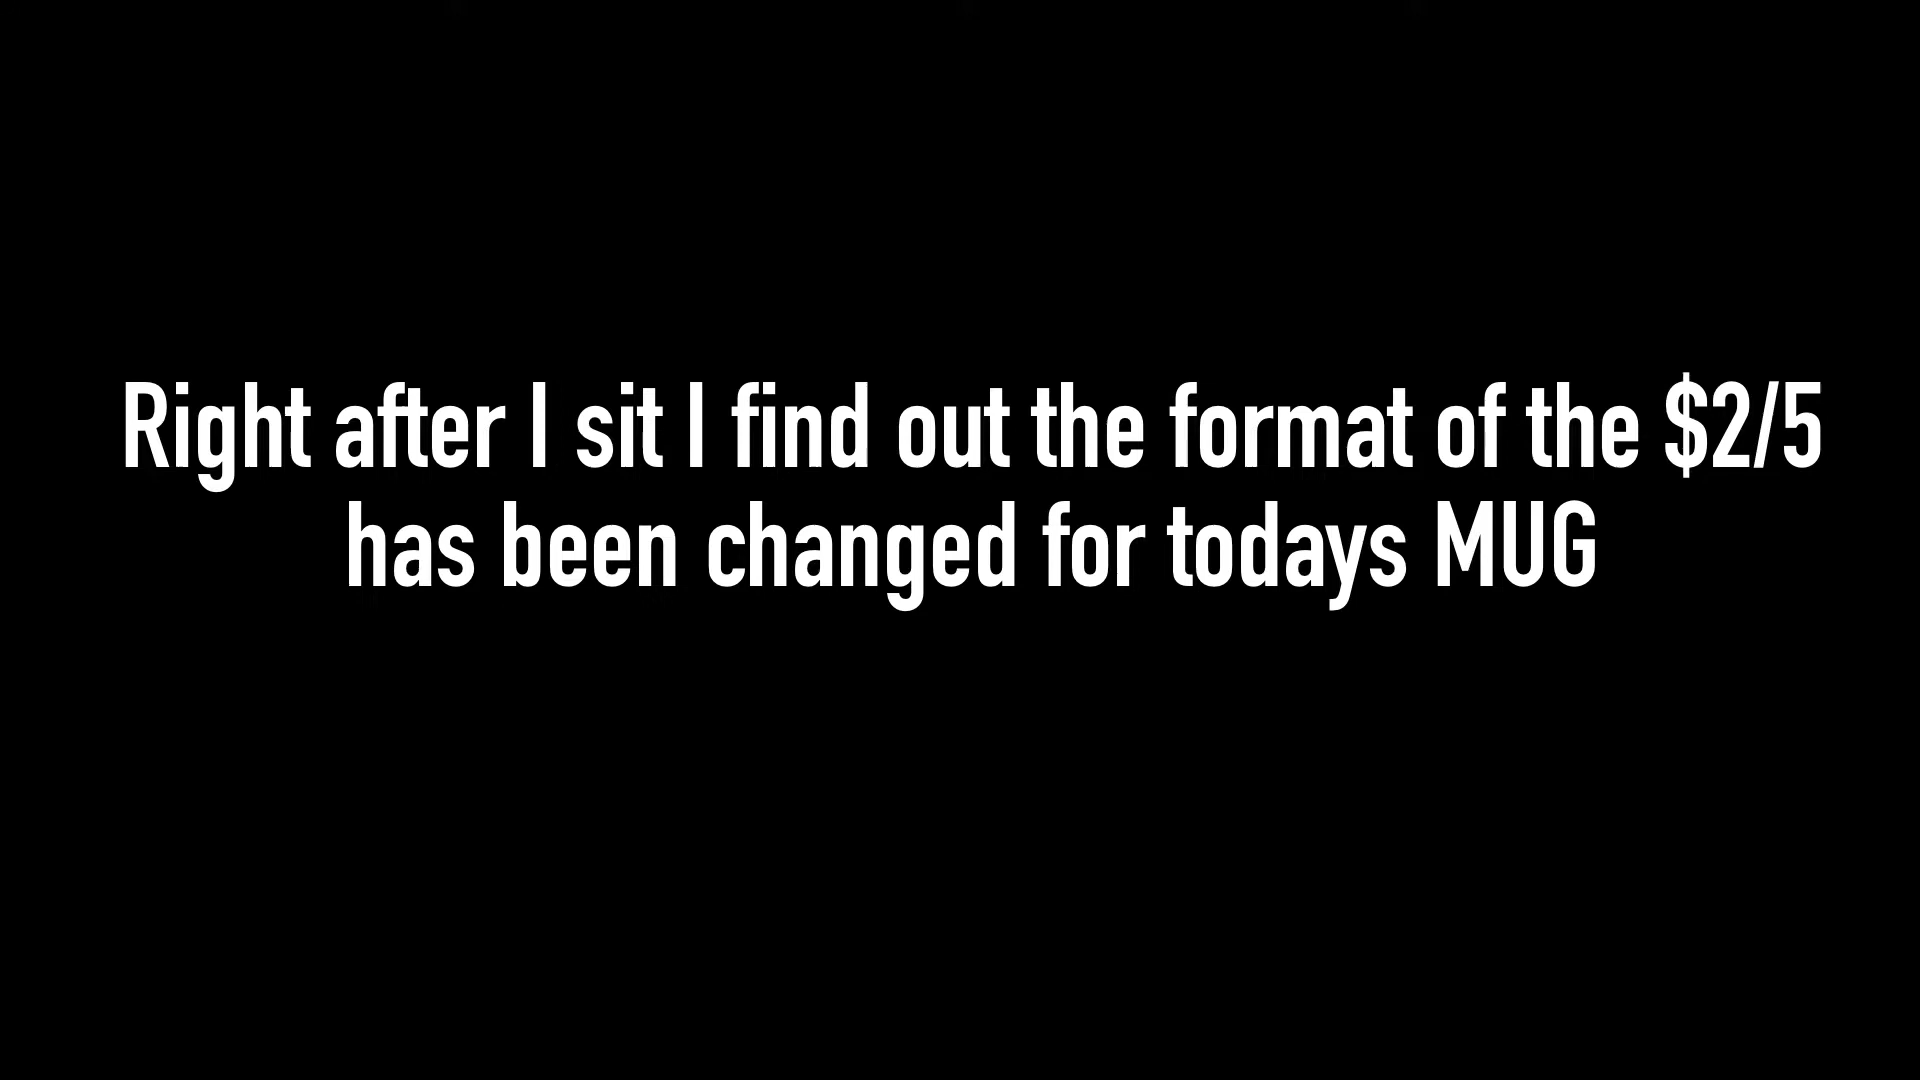 Right after I sit I find out the format of the $2/5
has been changed for todays MUG